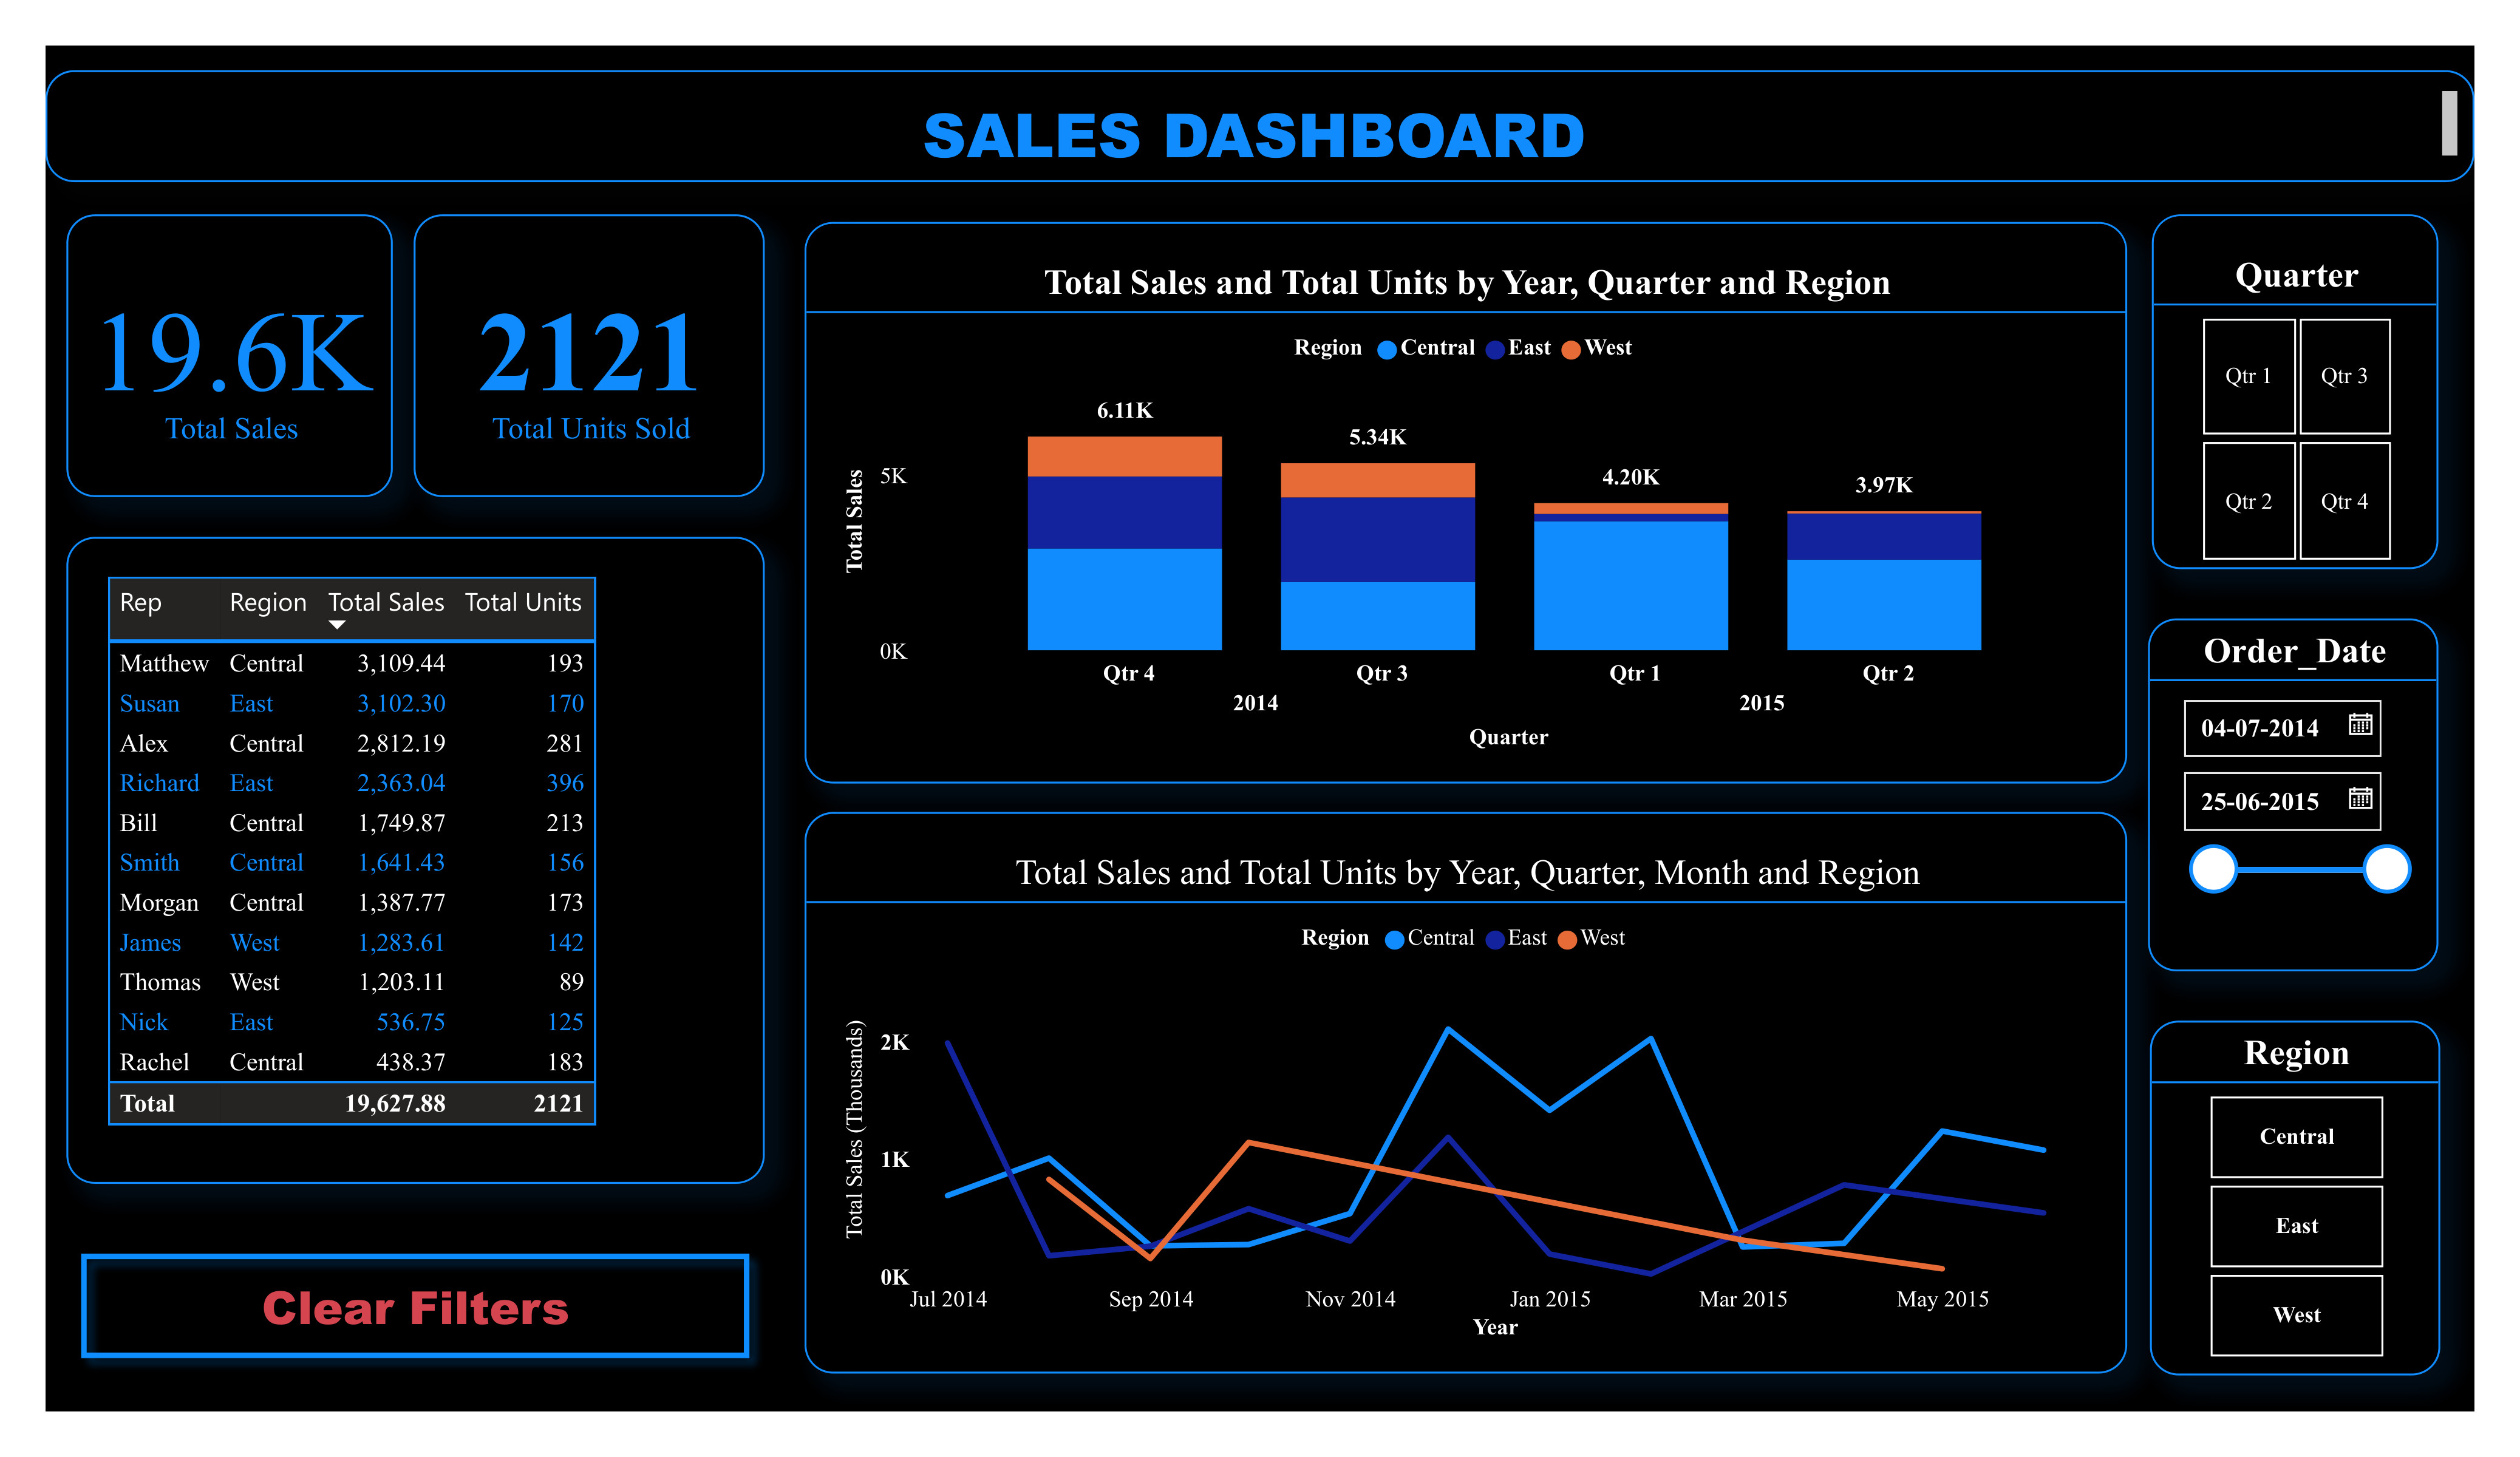 SALES DASHBOARD
19.6K
Total Sales
2121
Total Units Sold
Rep Region Total Sales Total Units
Matthew Central 3,109.44 193
Susan East 3,102.30 170
Alex Central 2,812.19 281
Richard East 2,363.04 396
Bill Central 1,749.87 213
Smith Central 1,641.43 156
Morgan Central 1,387.77 173
James West 1,283.61 142
Thomas West 1,203.11 89
Nick East 536.75 125
Rachel Central 438.37 183
Total 19,627.88 2121
Clear Filters
Total Sales and Total Units by Year, Quarter and Region
Region Central East West
Total Sales
5K
0K
6.11K
5.34K
4.20K
3.97K
Qtr 4 Qtr 3 Qtr 1 Qtr 2
2014 2015
Quarter
Total Sales and Total Units by Year, Quarter, Month and Region
Region Central East West
Total Sales (Thousands)
2K
1K
0K
Jul 2014 Sep 2014 Nov 2014 Jan 2015 Mar 2015 May 2015
Year
Quarter
Qtr 1 Qtr 3
Qtr 2 Qtr 4
Order_Date
04-07-2014
25-06-2015
Region
Central
East
West